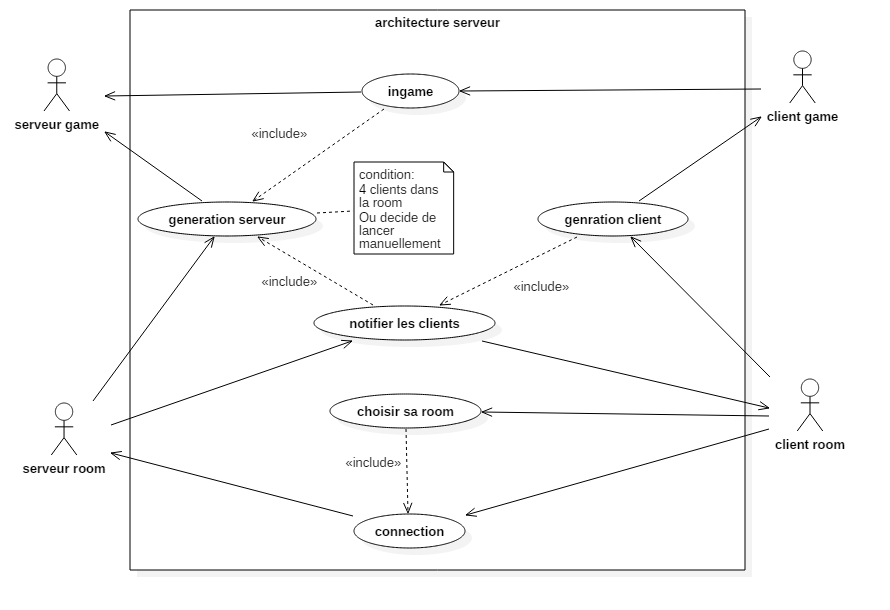 architecture serveur
ingame
serveur game
client game
«include»
condition:
4 clients dans
la room
Ou decide de
lancer
manuellement
generation serveur
genration client
«include»
«include»
notifier les clients
choisir sa room
client room
serveur room
«include»
connection